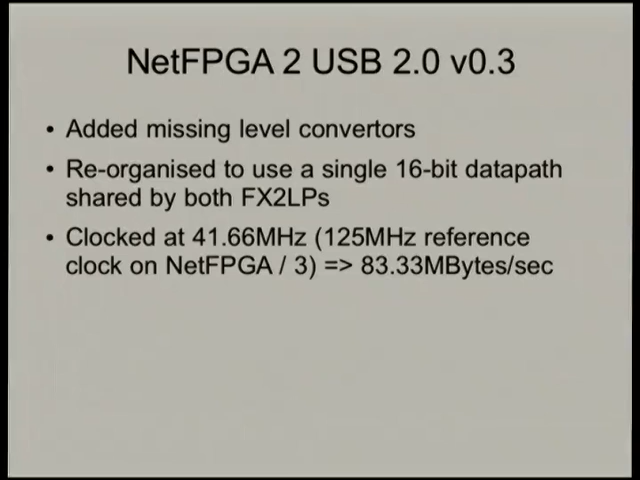 NetFPGA 2 USB 2.0 v0.3
• Added missing level convertors
• Re-organised to use a single 16-bit datapath
shared by both FX2LPs
• Clocked at 41.66MHz (125MHz reference
clock on NetFPGA / 3) => 83.33MBytes/sec